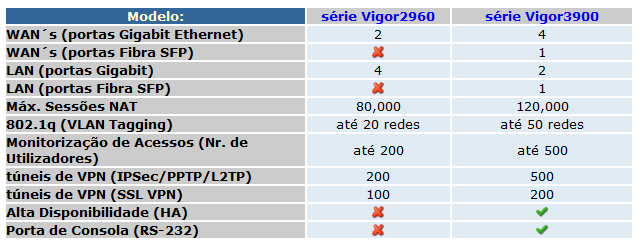 Modelo: série Vigor2960 série Vigor3900
WAN´s (portas Gigabit Ethernet) 2 4
WAN´s (portas Fibra SFP) 1
LAN (portas Gigabit) 4 2
LAN (portas Fibra SFP) 1
Máx. Sessões NAT 80,000 120,000
802.1q (VLAN Tagging) até 20 redes até 50 redes
Monitorização de Acessos (Nr. de
Utilizadores) até 200 até 500
túneis de VPN (IPSec/PPTP/L2TP) 200 500
túneis de VPN (SSL VPN) 100 200
Alta Disponibilidade (HA)
Porta de Consola (RS-232)